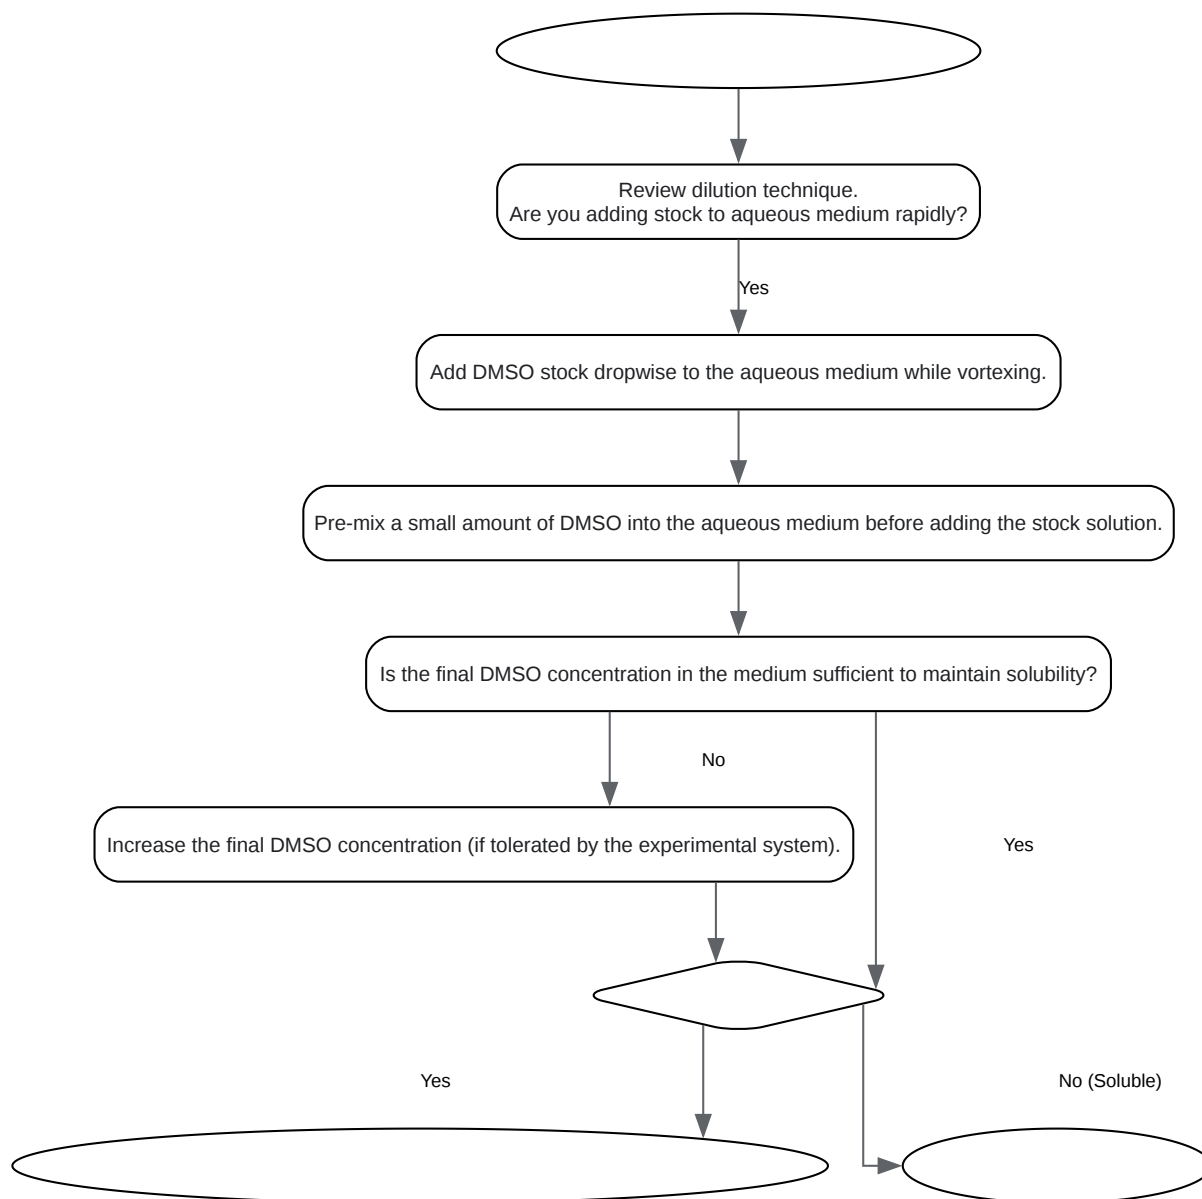 Review dilution technique.
Are you adding stock to aqueous medium rapidly?
Yes
Add DMSO stock dropwise to the aqueous medium while vortexing.
Pre-mix a small amount of DMSO into the aqueous medium before adding the stock solution.
Is the final DMSO concentration in the medium sufficient to maintain solubility?
No
Increase the final DMSO concentration (if tolerated by the experimental system).
Yes
Yes
No (Soluble)